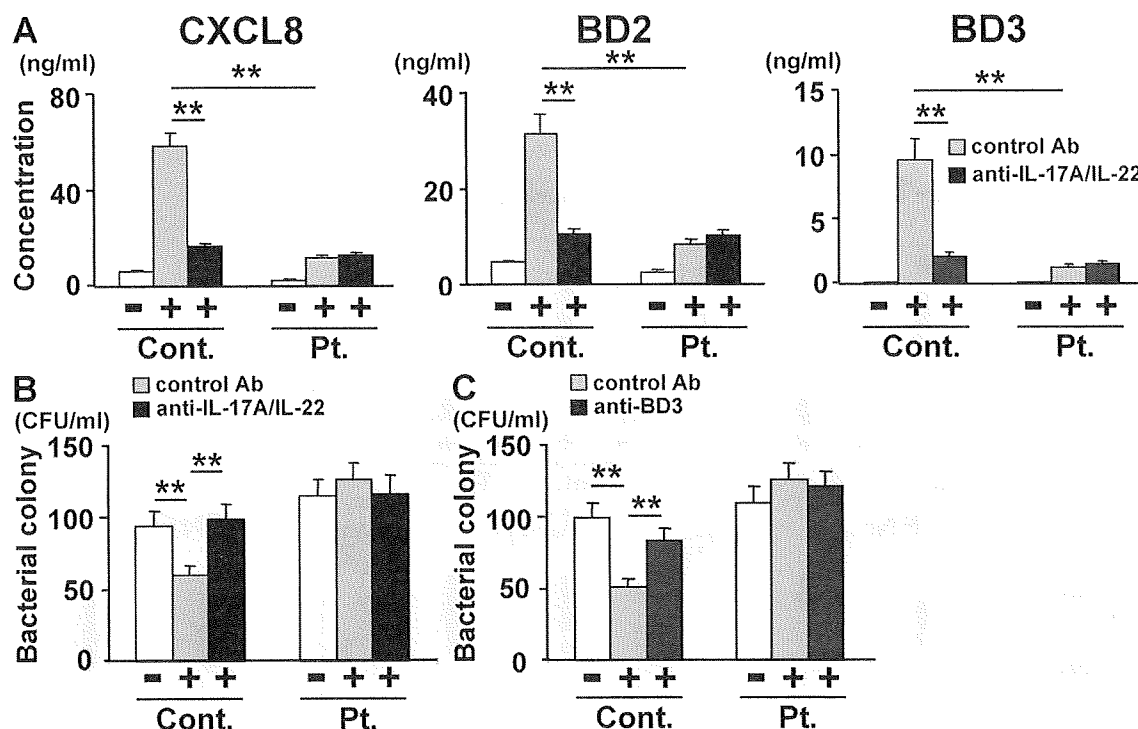 A CXCL8 BD2 BD3
(ng/ml) (ng/ml) (ng/ml)
Concentration
80
40
0
**
**
- + + - + +
Cont. Pt.
40
20
0
**
**
- + + - + +
Cont. Pt.
15
10
5
0
**
**
control Ab
anti-IL-17A/IL-22
- + + - + +
Cont. Pt.
B control Ab
(CFU/ml) anti-IL-17A/IL-22
Bacterial colony
150
100
50
0
**
**
- + + - + +
Cont. Pt.
C control Ab
(CFU/ml) anti-BD3
Bacterial colony
150
100
50
0
**
**
- + + - + +
Cont. Pt.